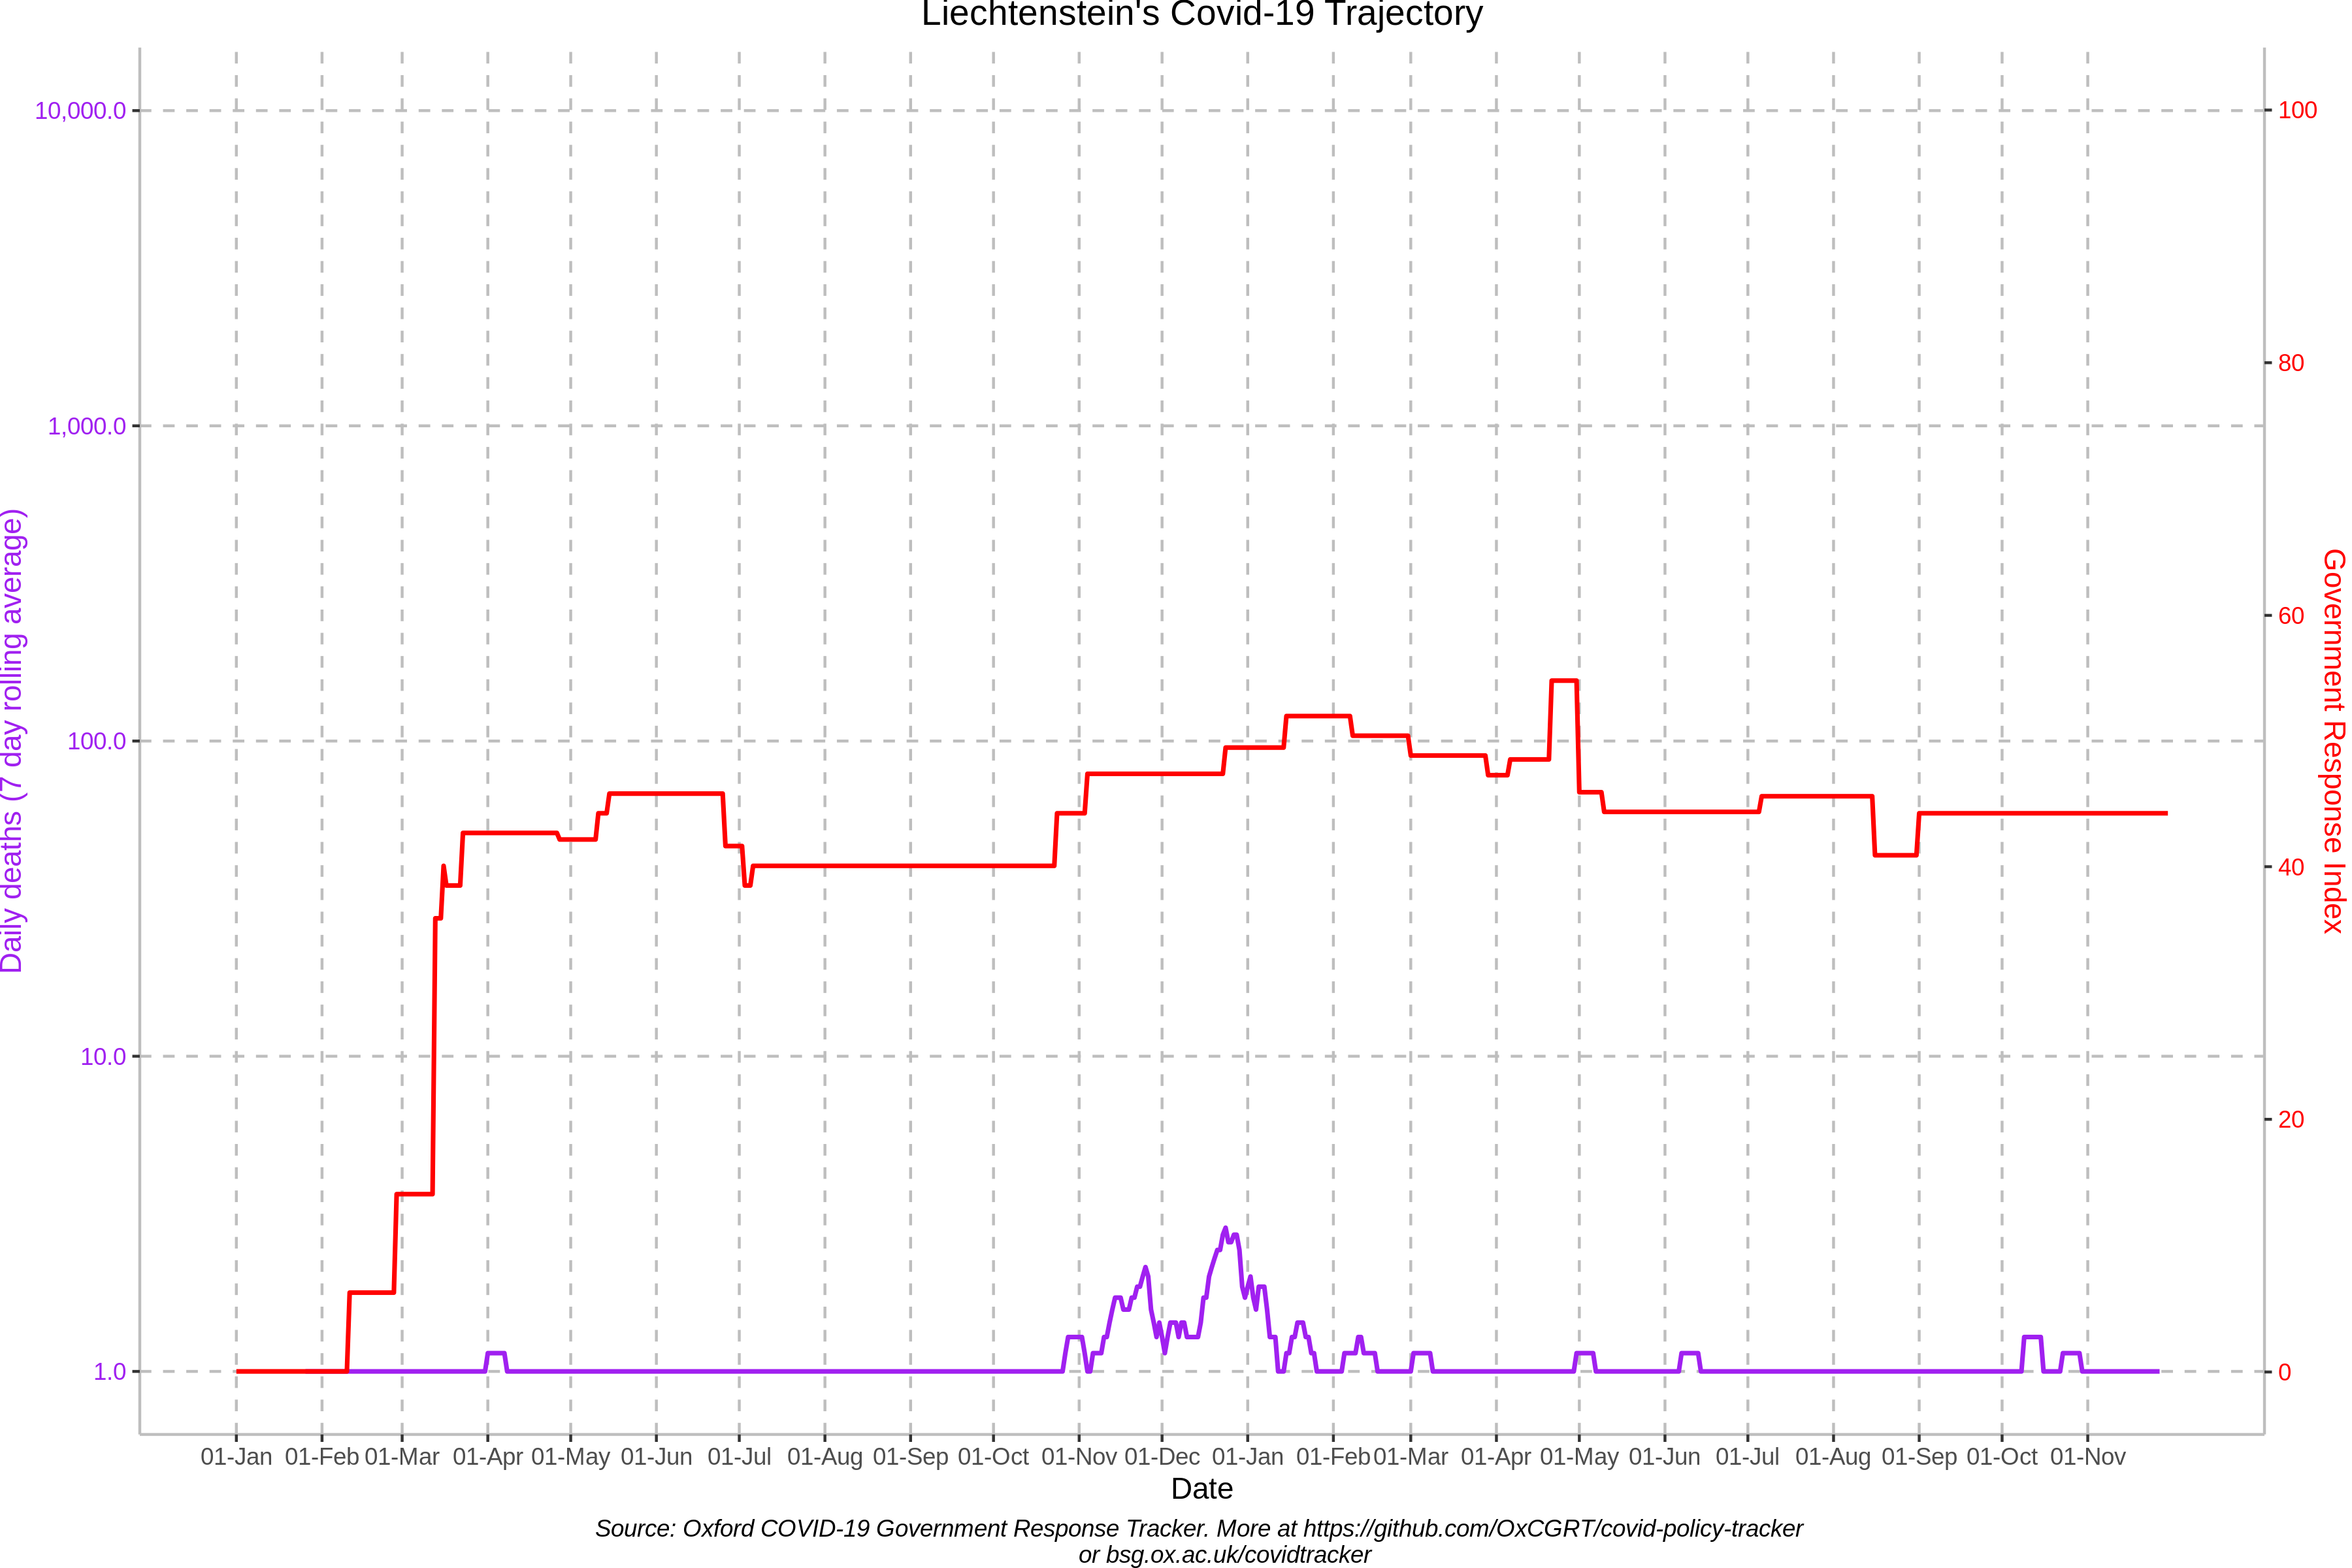 Liechtenstein's Covid-19 Trajectory
10,000.0
1,000.0
100.0
10.0
1.0
Daily deaths (7 day rolling average)
100
80
60
40
20
0
Government Response Index
01-Jan 01-Feb 01-Mar 01-Apr 01-May 01-Jun 01-Jul 01-Aug 01-Sep 01-Oct 01-Nov 01-Dec 01-Jan 01-Feb 01-Mar 01-Apr 01-May 01-Jun 01-Jul 01-Aug 01-Sep 01-Oct 01-Nov
Date
Source: Oxford COVID-19 Government Response Tracker. More at https://github.com/OxCGRT/covid-policy-tracker
or bsg.ox.ac.uk/covidtracker